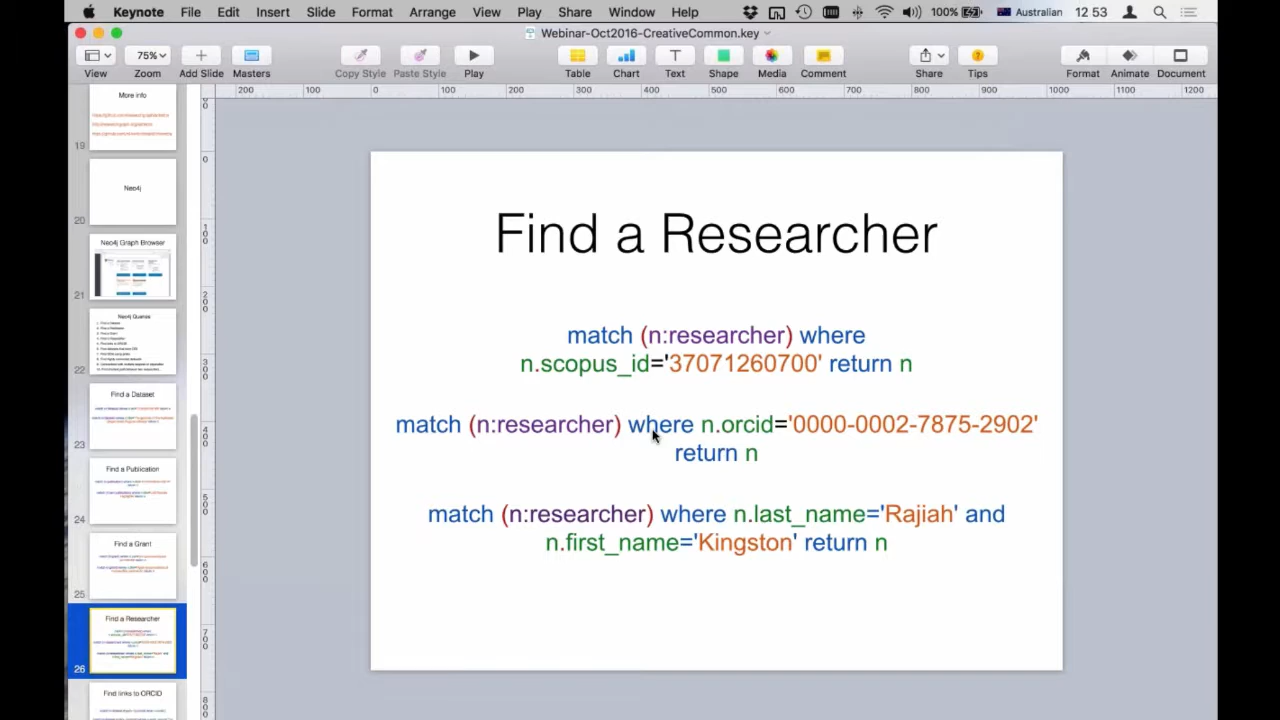 Keynote File Edit Insert Slide Format Arrange View Play Share Window Help 100% Australian 12 53
Webinar-Oct2016-CreativeCommon.key
75%
View Zoom Add Slide Masters Copy Style Paste Style Play Table Chart Text Shape Media Comment Share Tips Format Animate Document
200 100 0 100 200 300 400 500 600 700 800 900 1000 1100 1200
More info
19
Neo4j
20
Neo4j Graph Browser
21
Neo4j Queries
22
Find a Dataset
23
Find a Publication
24
Find a Grant
25
Find a Researcher
26
Find links to ORCID
Find a Researcher
match (n:researcher) where
n.scopus_id='37071260700' return n
match (n:researcher) where n.orcid='0000-0002-7875-2902'
return n
match (n:researcher) where n.last_name='Rajiah' and
n.first_name='Kingston' return n